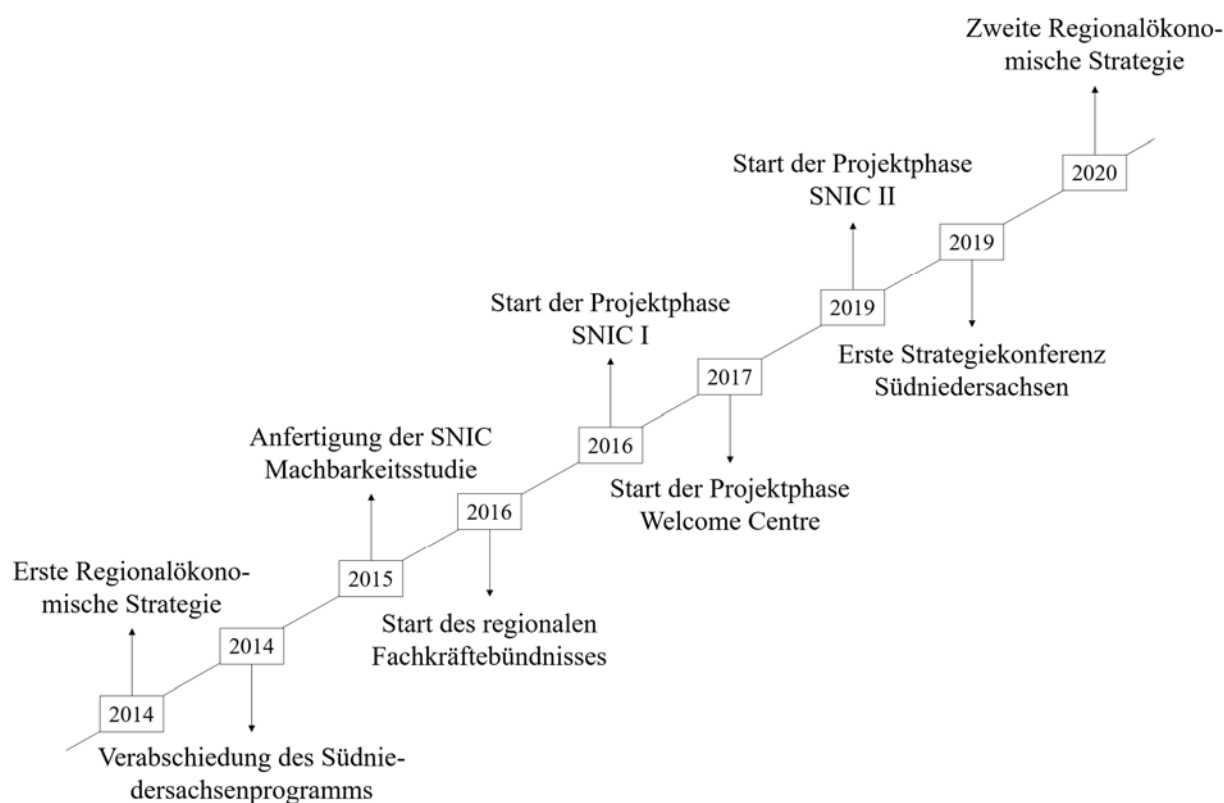 Zweite Regionalökono-
mische Strategie
2020
Start der Projektphase
SNIC II
2019
2019
Erste Strategiekonferenz
Südniedersachsen
Start der Projektphase
SNIC I
2017
2016
Start der Projektphase
Welcome Centre
Anfertigung der SNIC
Machbarkeitsstudie
2016
2015
Start des regionalen
Fachkräftebündnisses
Erste Regionalökono-
mische Strategie
2014
2014
Verabschiedung des Südnie-
dersachsenprogramms